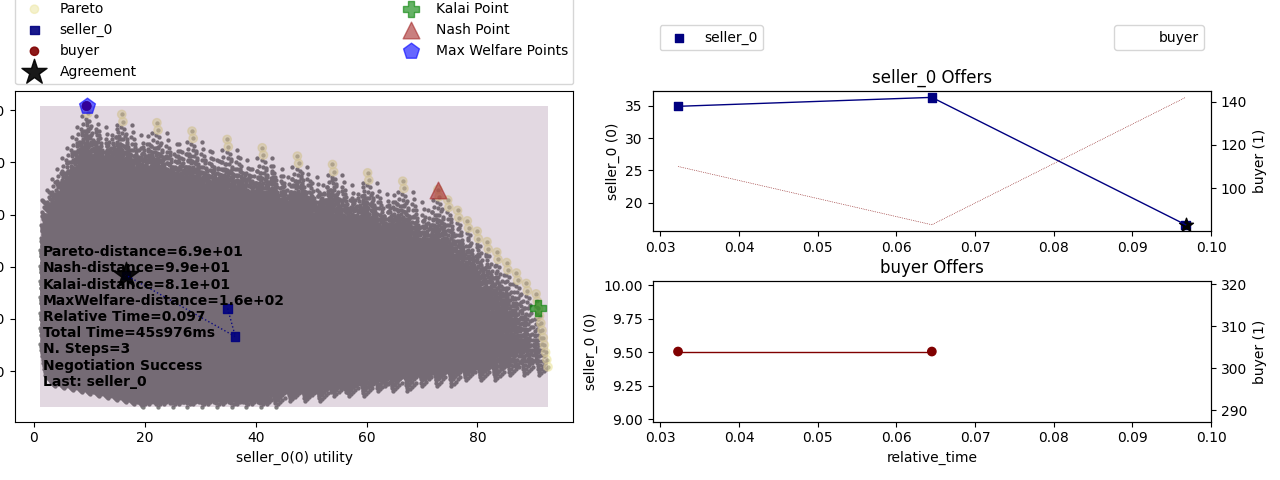 Pareto
seller_0
buyer
Agreement
Kalai Point
Nash Point
Max Welfare Points
Pareto-distance=6.9e+01
Nash-distance=9.9e+01
Kalai-distance=8.1e+01
MaxWelfare-distance=1.6e+02
Relative Time=0.097
Total Time=45s976ms
N. Steps=3
Negotiation Success
Last: seller_0
0
0
0
0
0
0
0 20 40 60 80
seller_0(0) utility
seller_0
buyer
seller_0 Offers
35
30
25
20
seller_0 (0)
140
120
100
buyer (1)
0.03 0.04 0.05 0.06 0.07 0.08 0.09 0.10
buyer Offers
10.00
9.75
9.50
9.25
9.00
seller_0 (0)
320
310
300
290
buyer (1)
0.03 0.04 0.05 0.06 0.07 0.08 0.09 0.10
relative_time